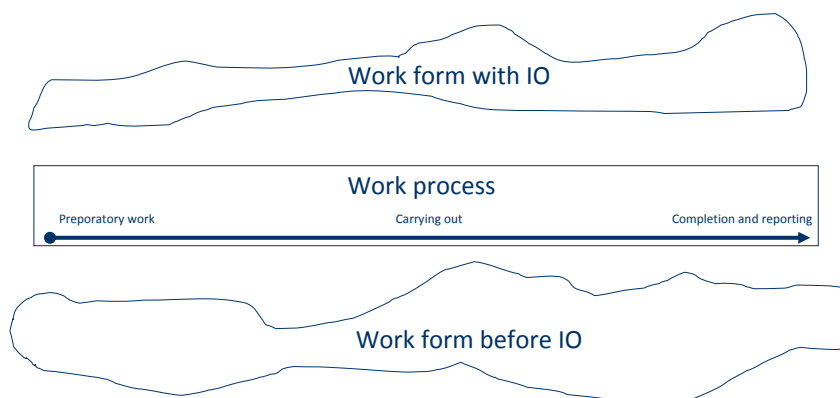 Work form with IO
Work process
Preporatory work
Carrying out
Completion and reporting
Work form before IO